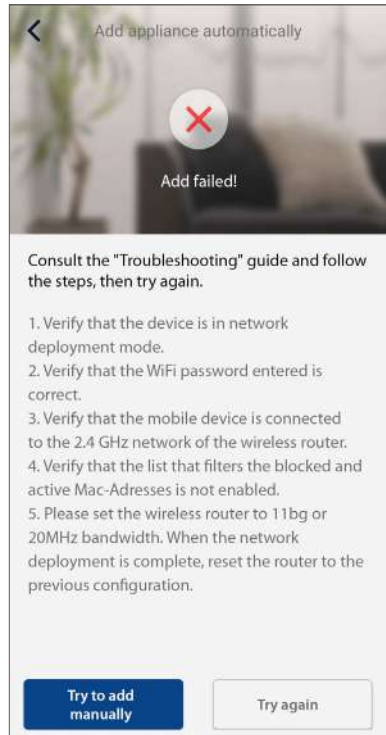 Add appliance automatically
Add failed!
Consult the "Troubleshooting" guide and follow
the steps, then try again.
1. Verify that the device is in network
deployment mode.
2. Verify that the WiFi password entered is
correct.
3. Verify that the mobile device is connected
to the 2.4 GHz network of the wireless router.
4. Verify that the list that filters the blocked and
active Mac-Adresses is not enabled.
5. Please set the wireless router to 11bg or
20MHz bandwidth. When the network
deployment is complete, reset the router to the
previous configuration.
Try to add
manually
Try again